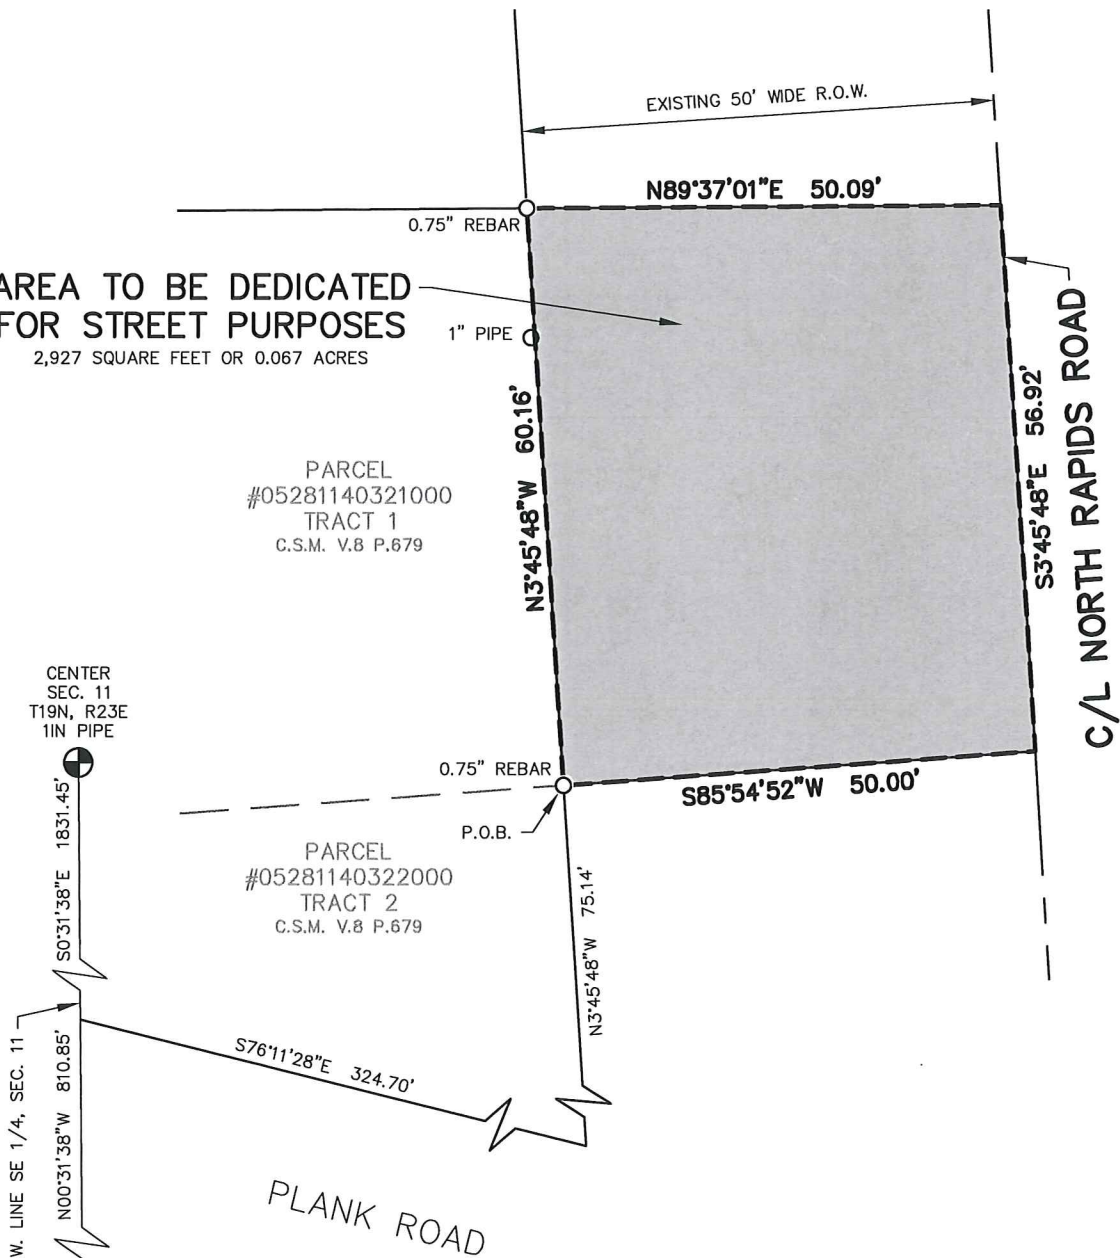 EXISTING 50' WIDE R.O.W.
N89°37'01"E 50.09'
0.75" REBAR
AREA TO BE DEDICATED
FOR STREET PURPOSES
2,927 SQUARE FEET OR 0.067 ACRES
1" PIPE
N3°45'48"W 60.16'
S3°45'48"E 56.92'
C/L NORTH RAPIDS ROAD
PARCEL
#05281140321000
TRACT 1
C.S.M. V.8 P.679
CENTER
SEC. 11
T19N, R23E
1IN PIPE
0.75" REBAR
S85°54'52"W 50.00'
P.O.B.
S0°31'38"E 1831.45'
PARCEL
#05281140322000
TRACT 2
C.S.M. V.8 P.679
N3°45'48"W 75.14'
S76°11'28"E 324.70'
W. LINE SE 1/4, SEC. 11
N00°31'38"W 810.85'
PLANK ROAD